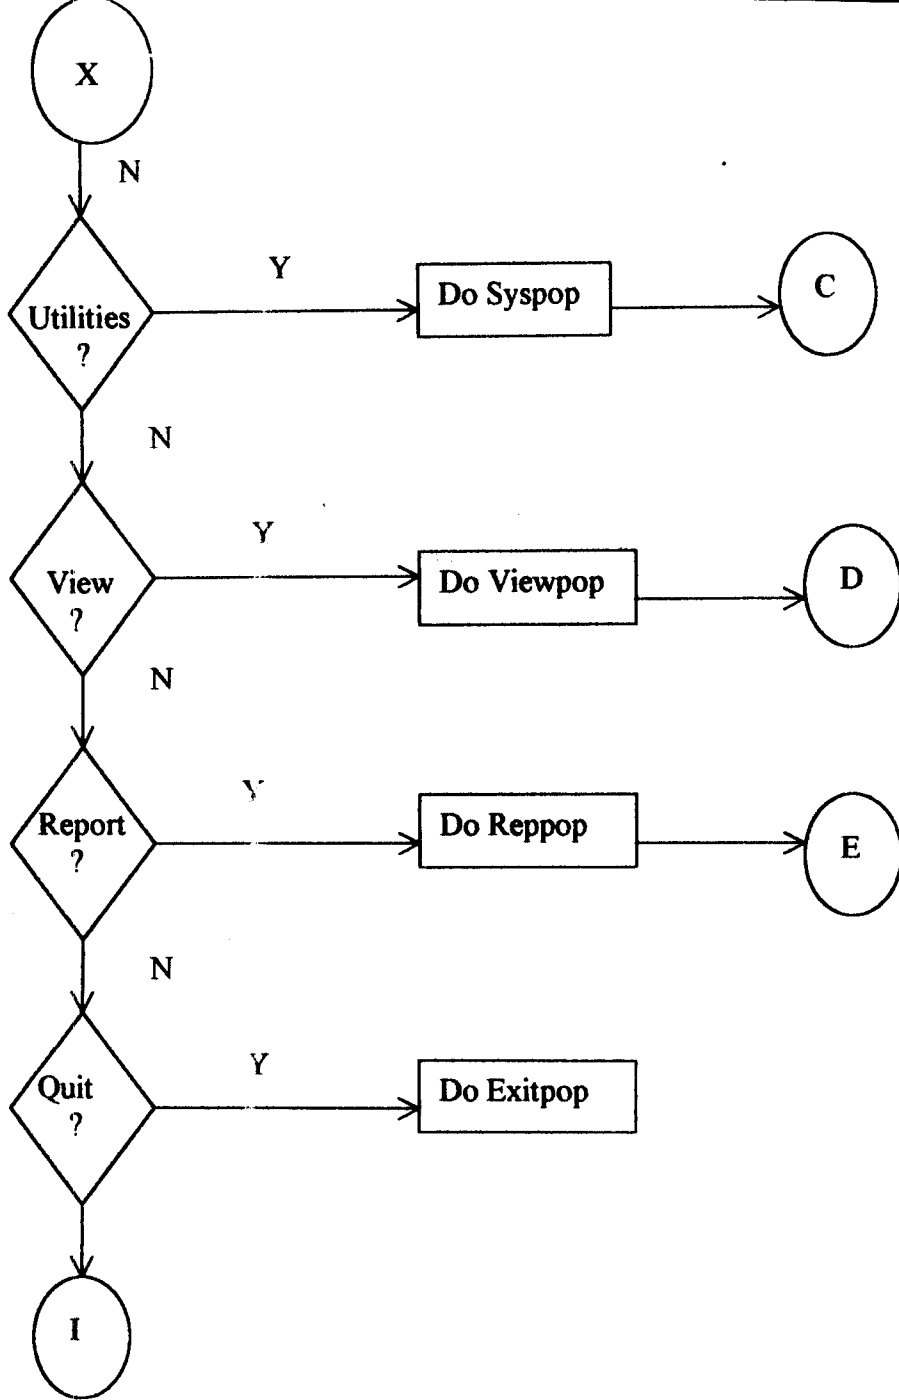 X
N
Utilities
?
Y
Do Syspop
C
N
View
?
Y
Do Viewpop
D
N
Report
?
Y
Do Reppop
E
N
Quit
?
Y
Do Exitpop
I